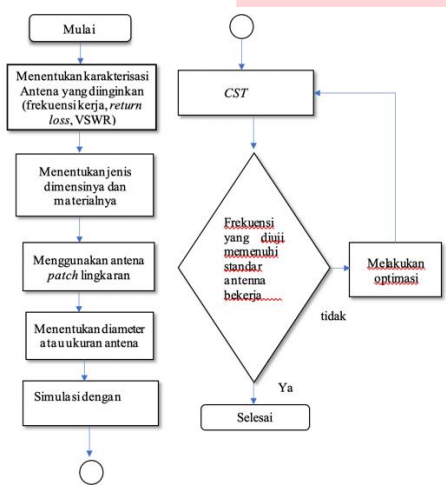 Mulai
Menentukan karakterisasi
Antena yang diinginkan
(frekuensi kerja, return
loss, VSWR)
Menentukan jenis
dimensinya dan
materialnya
Menggunakan antena
patch lingkaran
Menentukan diameter
atau ukuran antena
Simulasi dengan
CST
Frekuensi
yang diuji
memenuhi
standar
antenna
bekerja
Melakukan
optimasi
tidak
Ya
Selesai